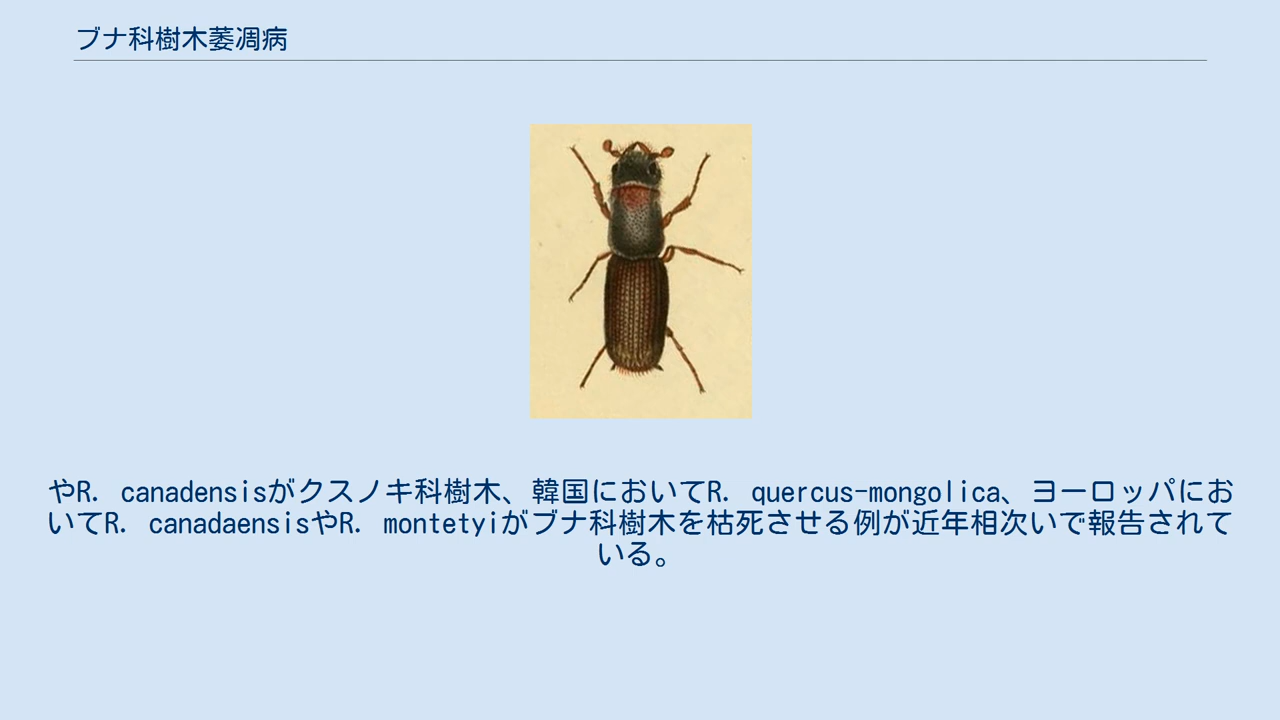 ブナ科樹木萎凋病
やR. canadensisがクスノキ科樹木、韓国においてR. quercus-mongolica、ヨーロッパにお
いてR. canadaensisやR. montetyiがブナ科樹木を枯死させる例が近年相次いで報告されて
いる。